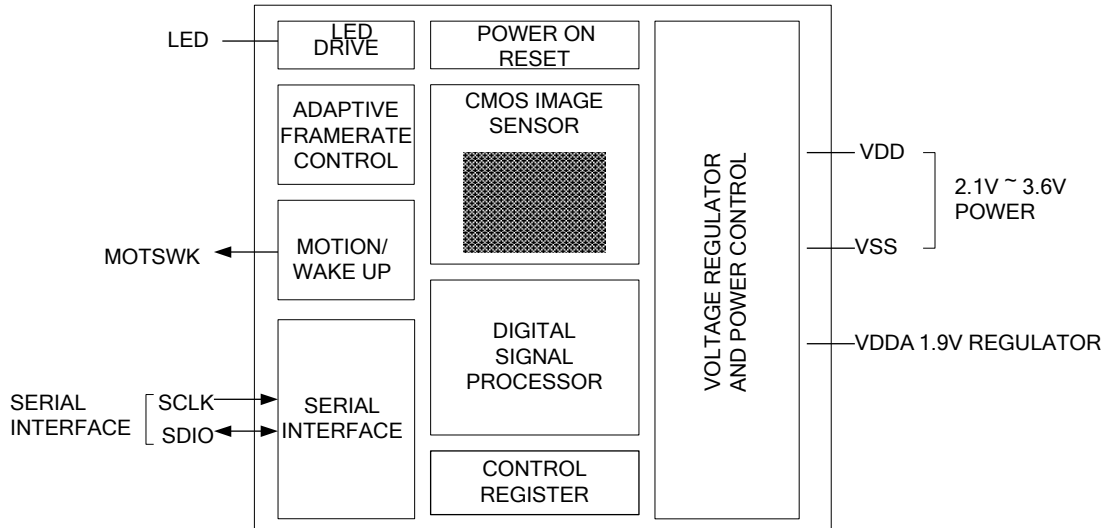 LED
LED
DRIVE
POWER ON
RESET
ADAPTIVE
FRAMERATE
CONTROL
CMOS IMAGE
SENSOR
MOTSWK
MOTION/
WAKE UP
DIGITAL
SIGNAL
PROCESSOR
SERIAL
INTERFACE
SCLK
SDIO
SERIAL
INTERFACE
CONTROL
REGISTER
VOLTAGE REGULATOR
AND POWER CONTROL
VDD
2.1V ~ 3.6V
POWER
VSS
VDDA 1.9V REGULATOR